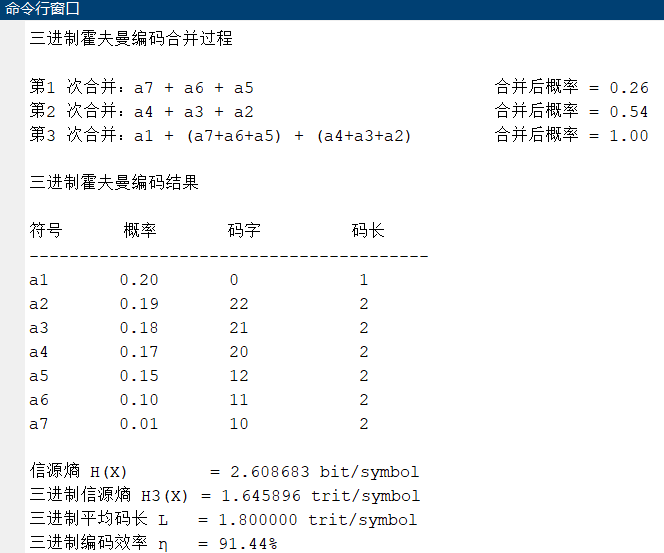 命令行窗口
三进制霍夫曼编码合并过程
第1 次合并: a7 + a6 + a5 合并后概率 = 0.26
第2 次合并: a4 + a3 + a2 合并后概率 = 0.54
第3 次合并: a1 + (a7+a6+a5) + (a4+a3+a2) 合并后概率 = 1.00
三进制霍夫曼编码结果
符号 概率 码字 码长
----------------------------------------
a1 0.20 0 1
a2 0.19 22 2
a3 0.18 21 2
a4 0.17 20 2
a5 0.15 12 2
a6 0.10 11 2
a7 0.01 10 2
信源熵 H(X) = 2.608683 bit/symbol
三进制信源熵 H3(X) = 1.645896 trit/symbol
三进制平均码长 L = 1.800000 trit/symbol
三进制编码效率 η = 91.44%